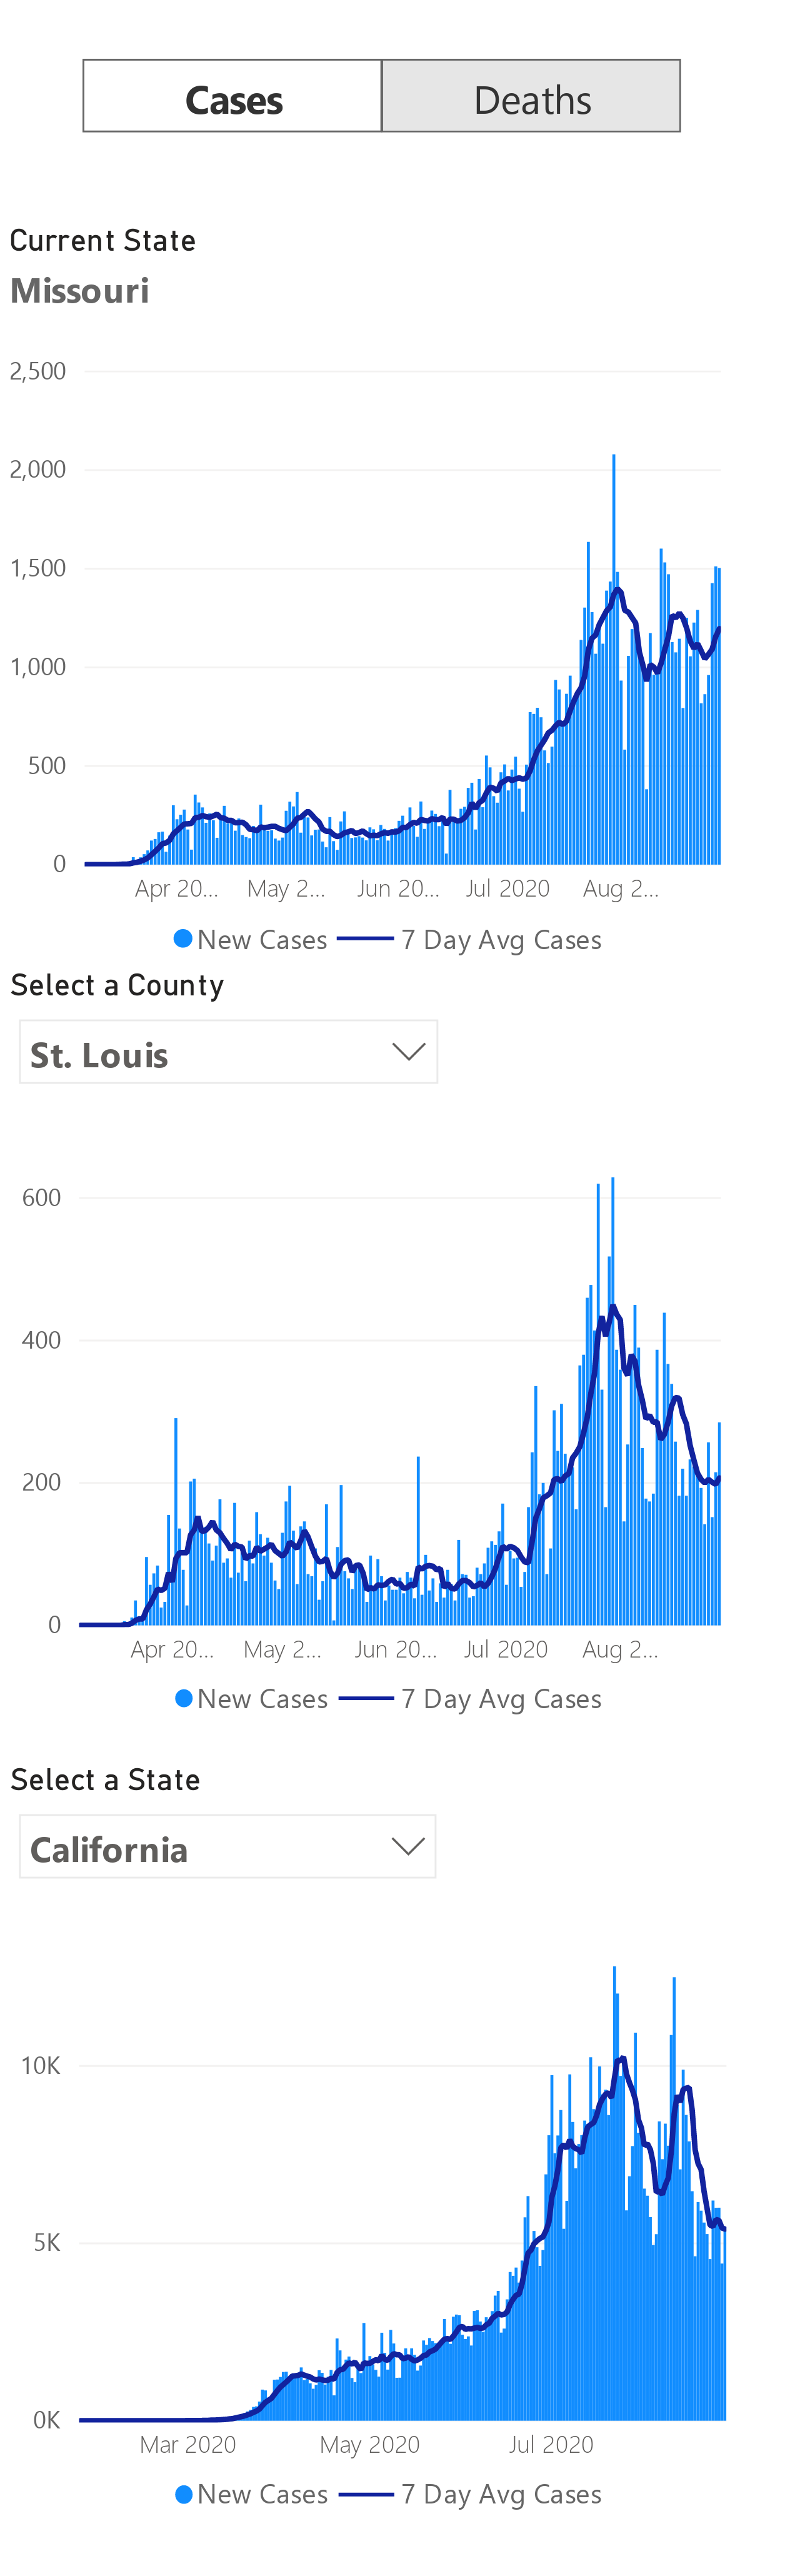 Cases Deaths
Current State
Missouri
2,500
2,000
1,500
1,000
500
0
Apr 20... May 2... Jun 20... Jul 2020 Aug 2...
New Cases 7 Day Avg Cases
Select a County
St. Louis
600
400
200
0
Apr 20... May 2... Jun 20... Jul 2020 Aug 2...
New Cases 7 Day Avg Cases
Select a State
California
10K
5K
0K
Mar 2020 May 2020 Jul 2020
New Cases 7 Day Avg Cases